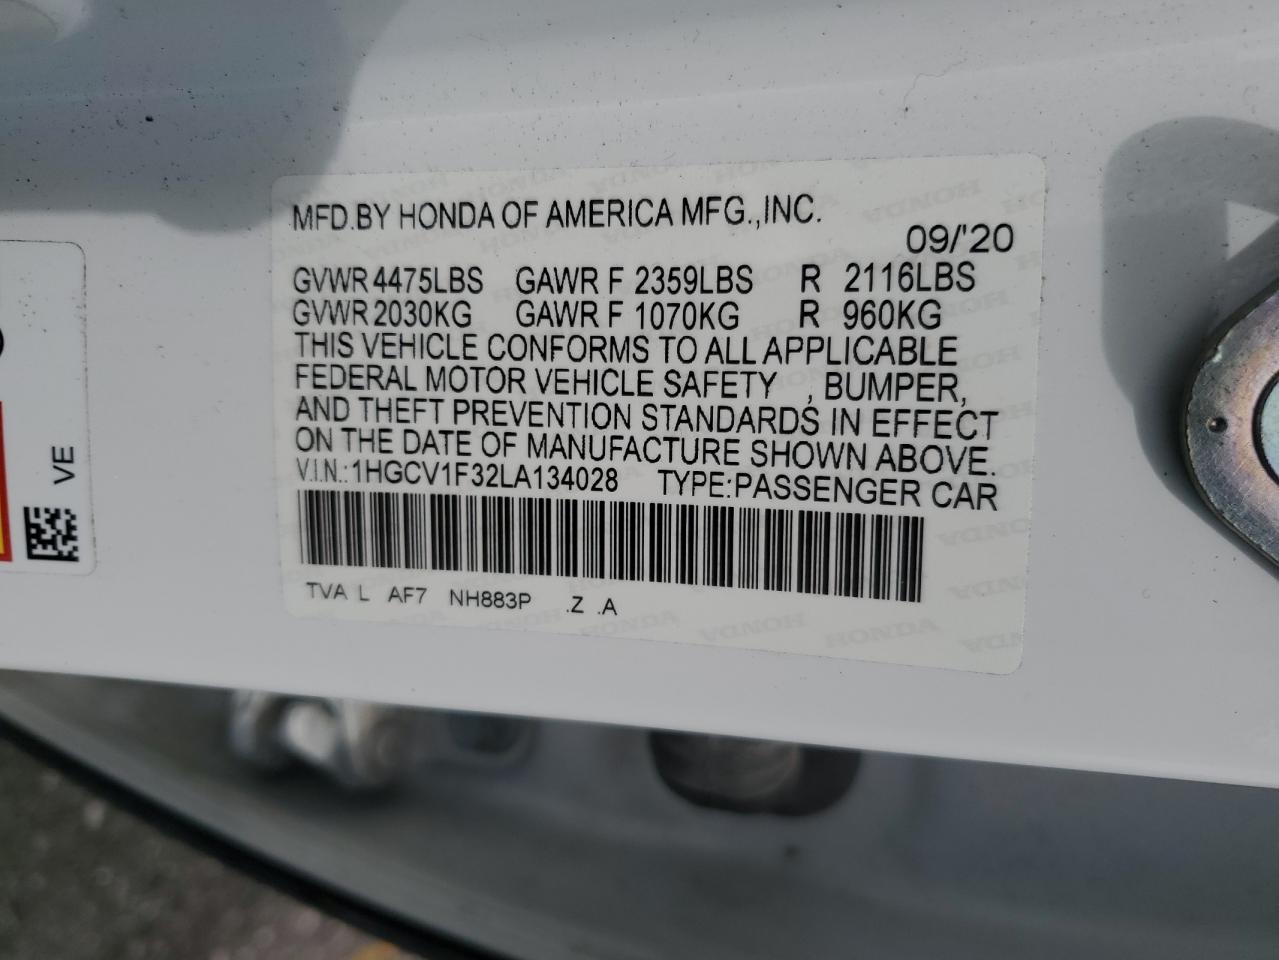 MFD.BY HONDA OF AMERICA MFG.,INC.
09/'20
GVWR 4475LBS GAWR F 2359LBS R 2116LBS
GVWR 2030KG GAWR F 1070KG R 960KG
THIS VEHICLE CONFORMS TO ALL APPLICABLE
FEDERAL MOTOR VEHICLE SAFETY , BUMPER,
AND THEFT PREVENTION STANDARDS IN EFFECT
ON THE DATE OF MANUFACTURE SHOWN ABOVE.
V.I.N.:1HGCV1F32LA134028 TYPE:PASSENGER CAR
TVA L AF7 NH883P .Z .A
VE